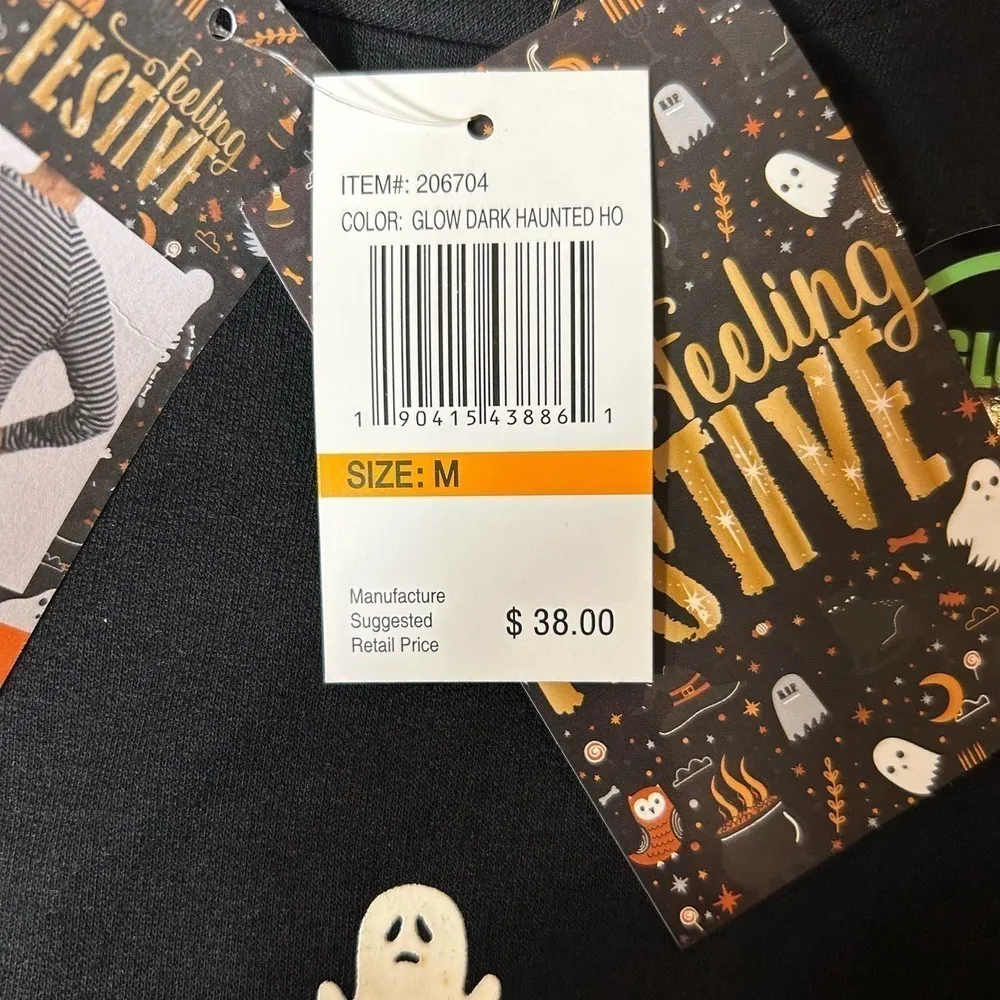 Feeling
FESTIVE
ITEM#: 206704
COLOR: GLOW DARK HAUNTED HO
1 90415 43886 1
SIZE: M
Manufacture
Suggested
Retail Price
$ 38.00
RIP
Feeling
STIVE
RIP